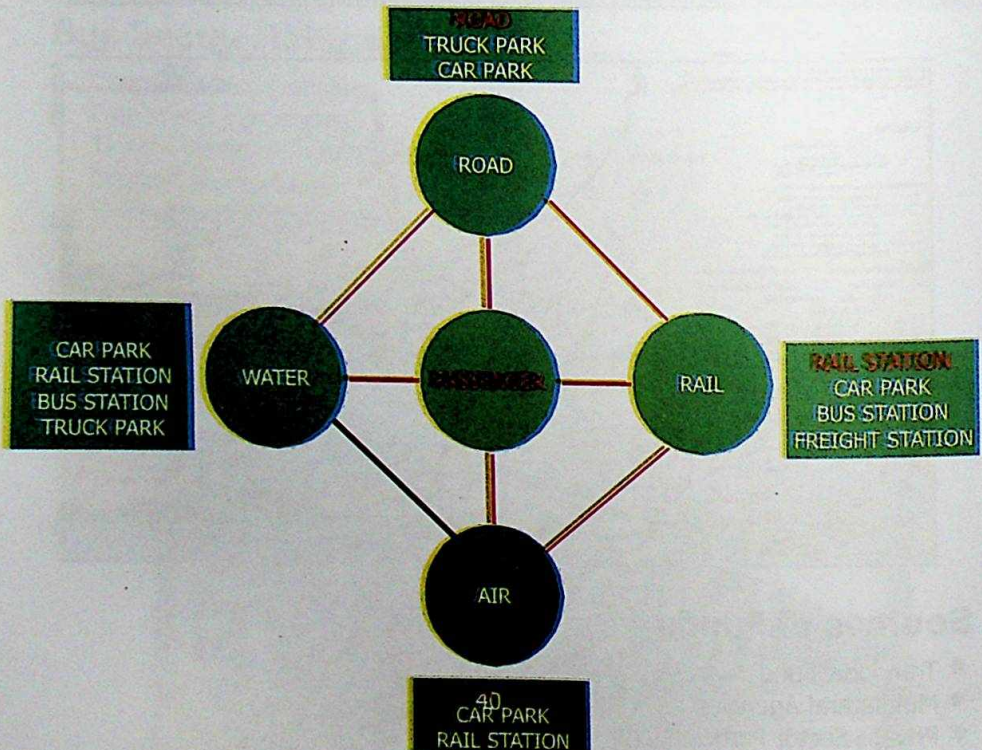 ROAD
TRUCK PARK
CAR PARK
ROAD
CAR PARK
RAIL STATION
BUS STATION
TRUCK PARK
WATER
PASSENGER
RAIL
RAIL STATION
CAR PARK
BUS STATION
FREIGHT STATION
AIR
40
CAR PARK
RAIL STATION